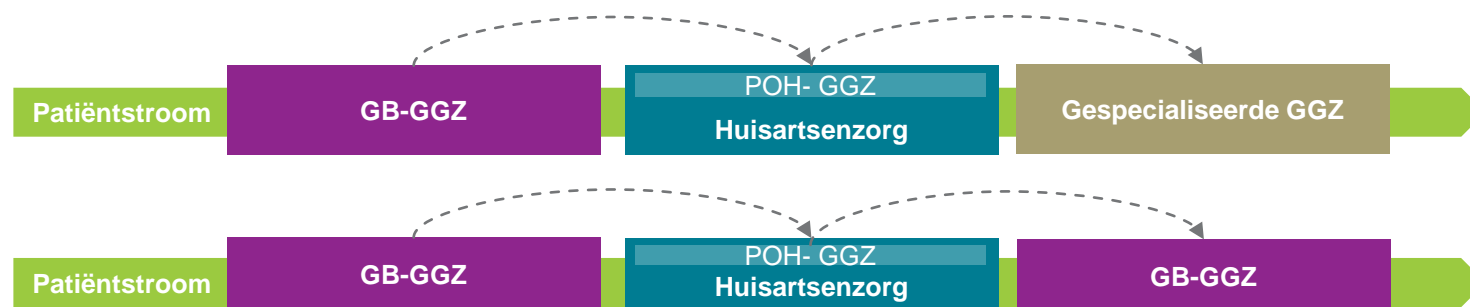 POH- GGZ
Patiëntstroom
GB-GGZ
Huisartsenzorg
Gespecialiseerde GGZ
POH- GGZ
Patiëntstroom
GB-GGZ
Huisartsenzorg
GB-GGZ